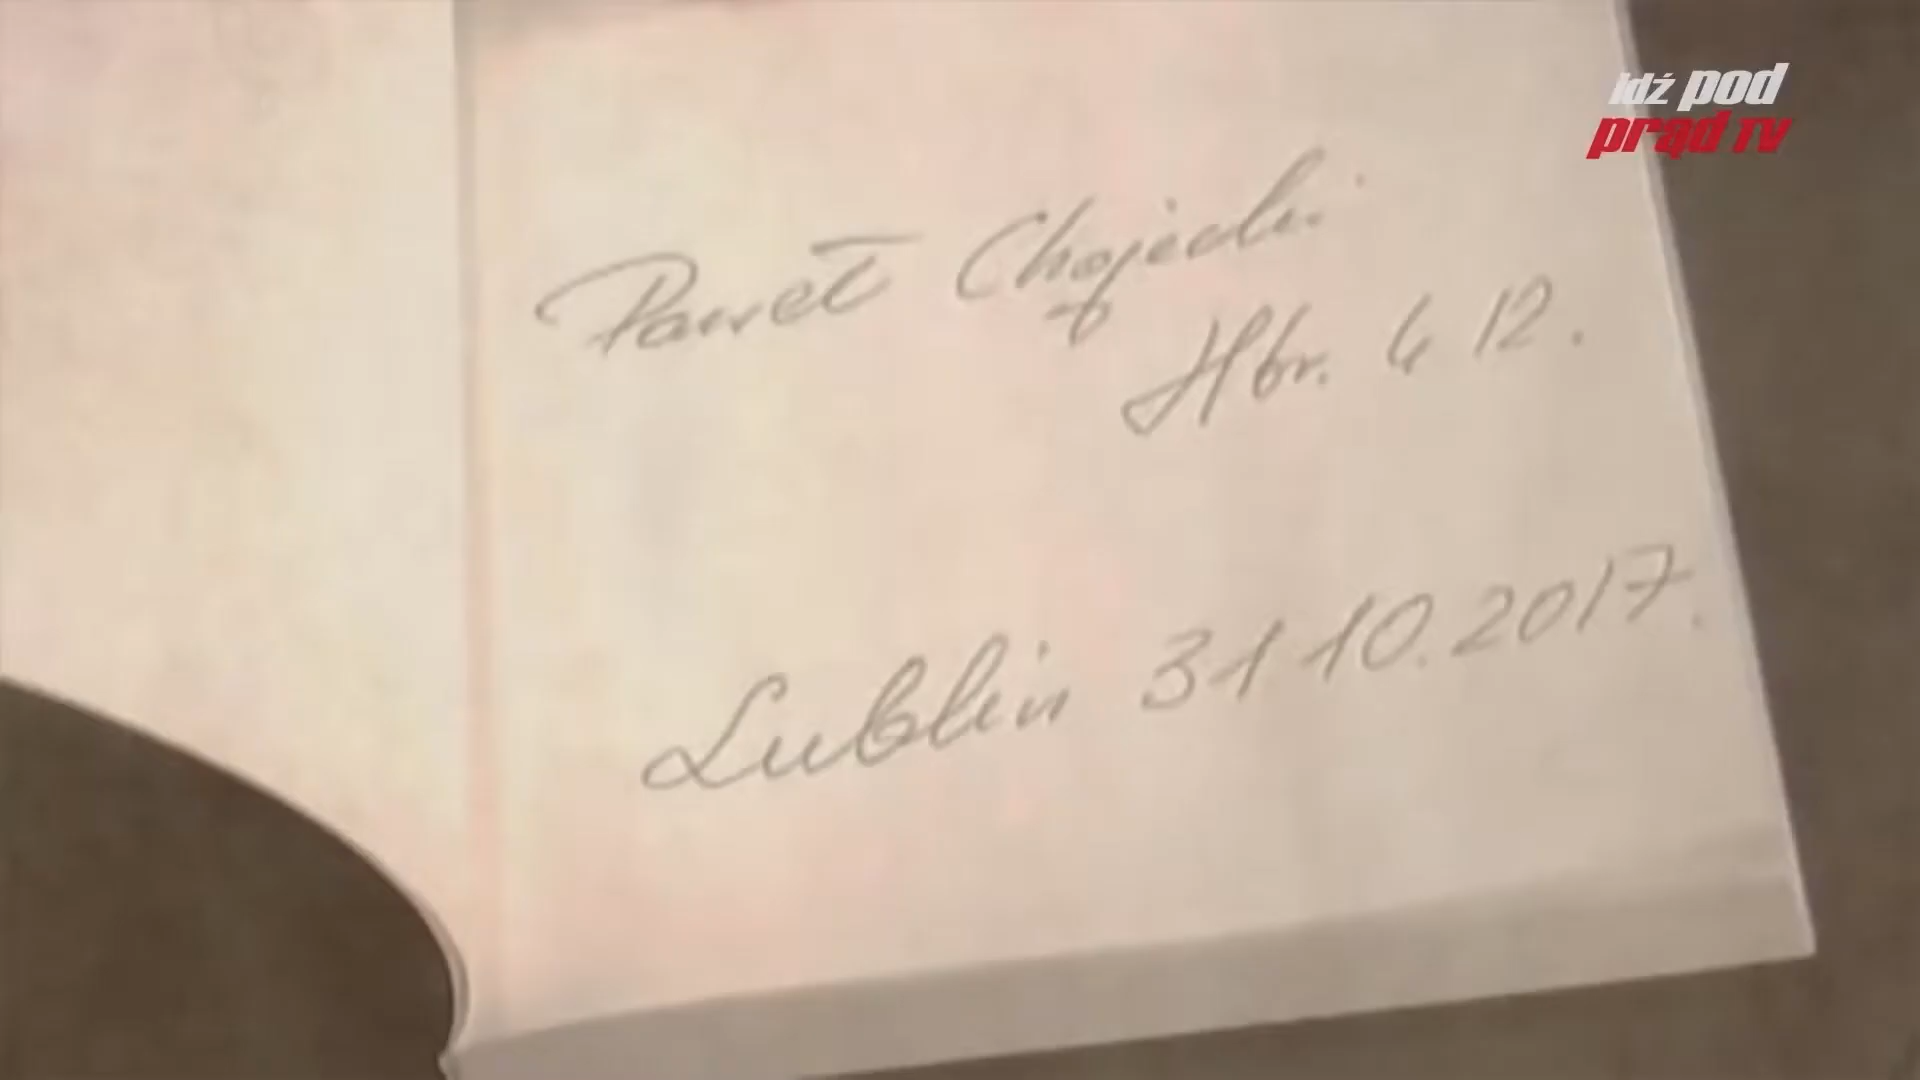 idź pod
prąd TV
Paweł Chojecki
Hbr. 4 12.
Lublin 31 10.2017.